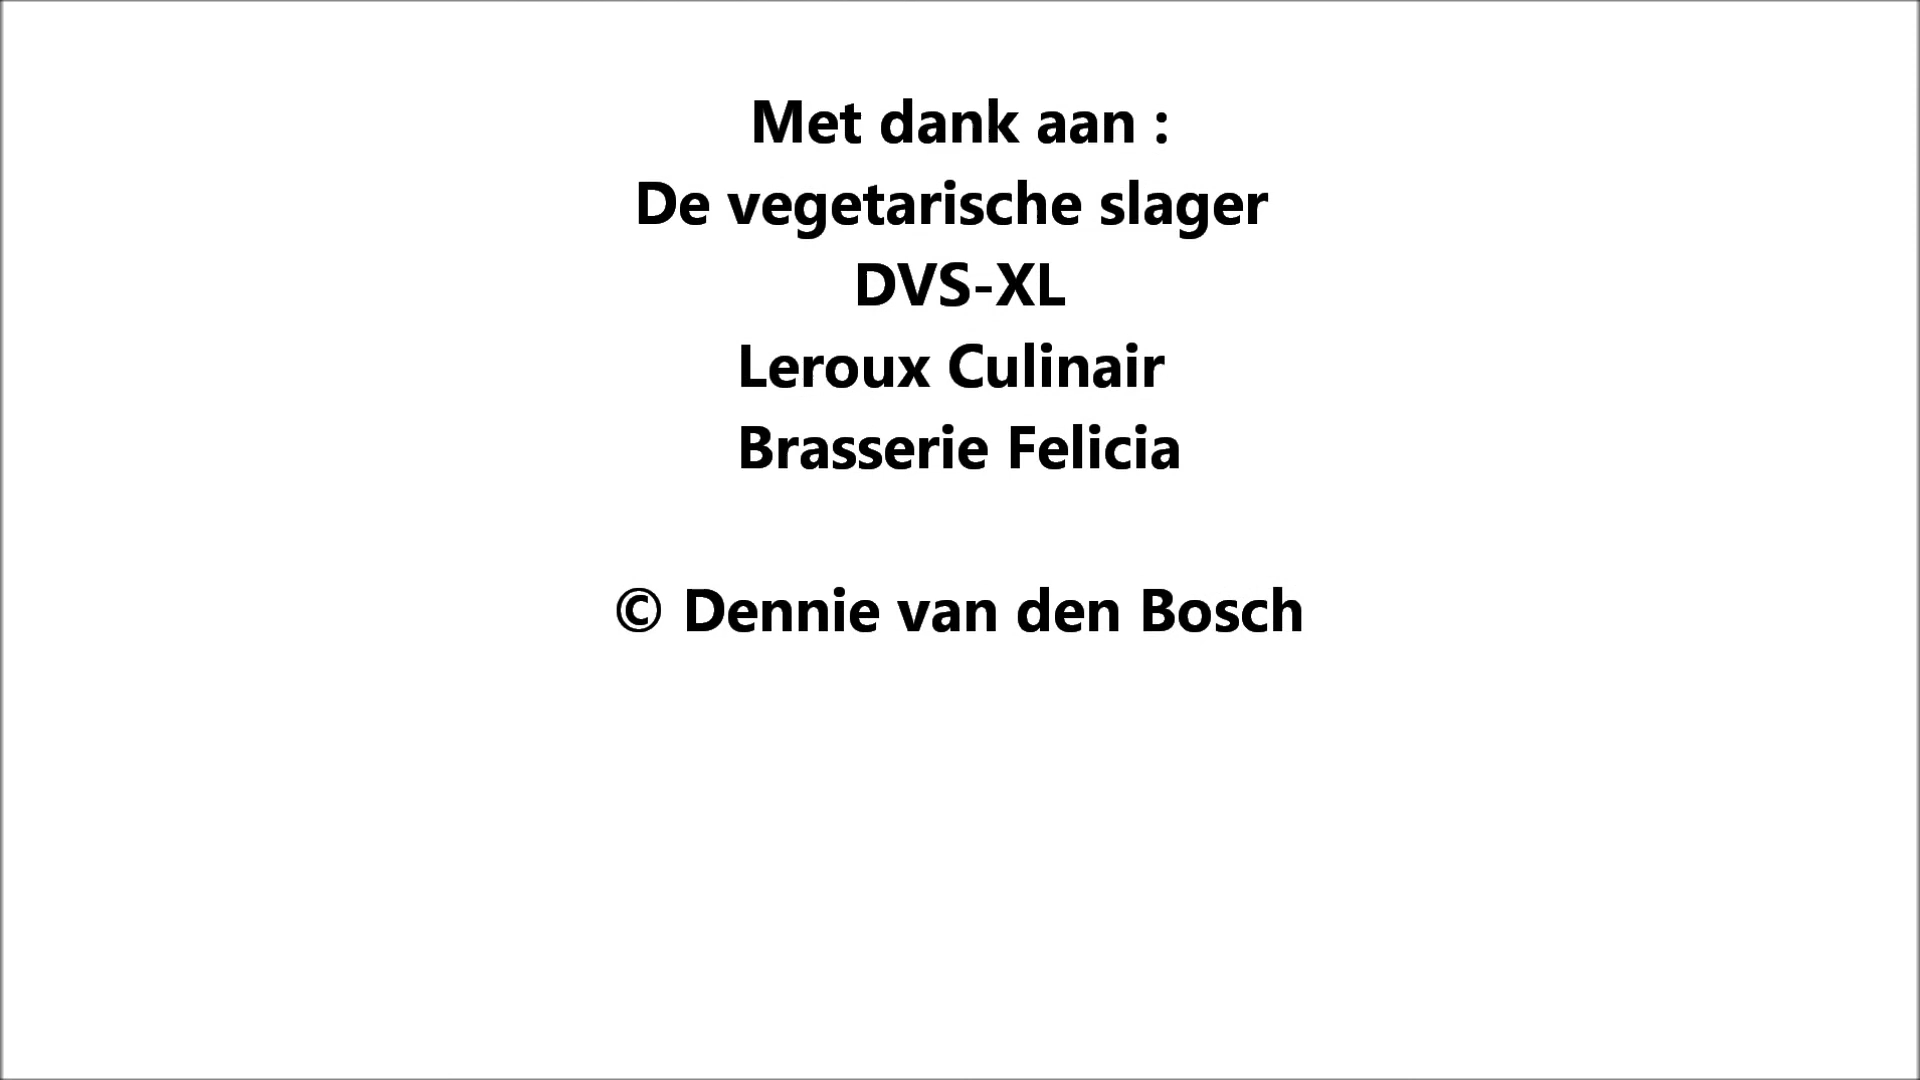 Met dank aan :
De vegetarische slager
DVS-XL
Leroux Culinair
Brasserie Felicia
© Dennie van den Bosch